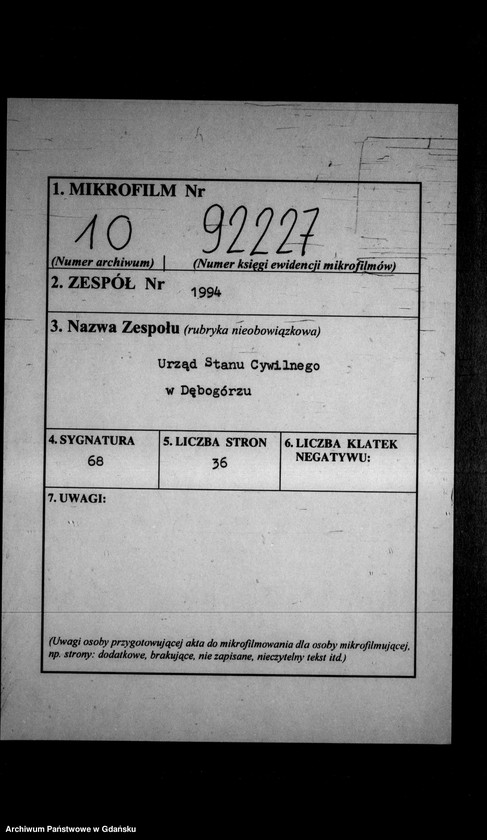 1. MIKROFILM Nr
10 92227
(Numer archiwum) (Numer księgi ewidencji mikrofilmów)
2. ZESPÓŁ Nr
1994
3. Nazwa Zespołu (rubryka nieobowiązkowa)
Urząd Stanu Cywilnego
w Dębogórzu
4. SYGNATURA
68
5. LICZBA STRON
36
6. LICZBA KLATEK
NEGATYWU:
7. UWAGI:
(Uwagi osoby przygotowującej akta do mikrofilmowania dla osoby mikrofilmującej,
np. strony: dodatkowe, brakujące, nie zapisane, nieczytelny tekst itd.)
Archiwum Państwowe w Gdańsku